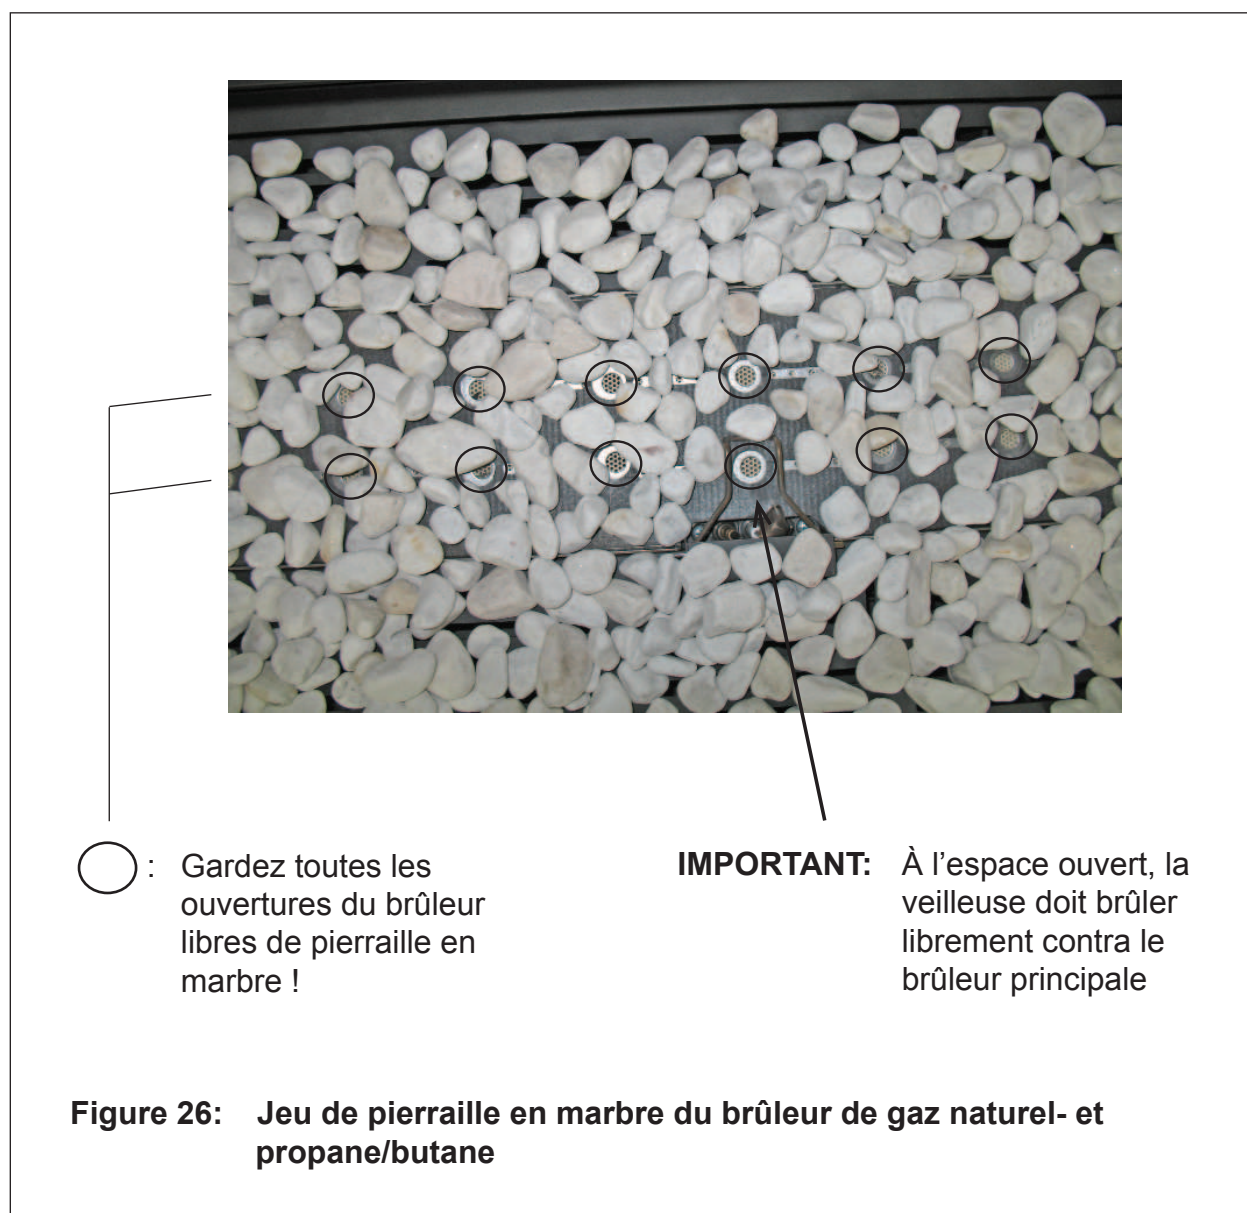 : Gardez toutes les
ouvertures du brûleur
libres de pierraille en
marbre !
IMPORTANT: À l'espace ouvert, la
veilleuse doit brûler
librement contra le
brûleur principale
Figure 26: Jeu de pierraille en marbre du brûleur de gaz naturel- et
propane/butane